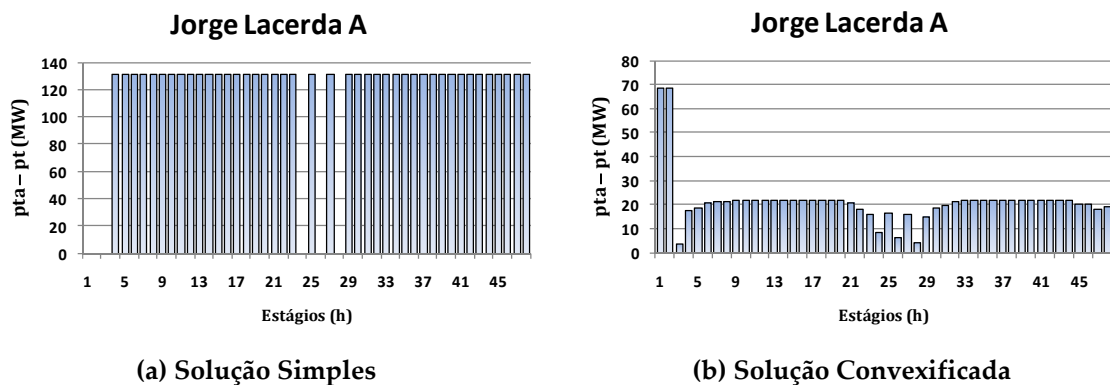 Jorge Lacerda A
pta – pt (MW)
140
120
100
80
60
40
20
0
1 5 9 13 17 21 25 29 33 37 41 45
Estágios (h)
(a) Solução Simples
Jorge Lacerda A
pta – pt (MW)
80
70
60
50
40
30
20
10
0
1 5 9 13 17 21 25 29 33 37 41 45
Estágios (h)
(b) Solução Convexificada